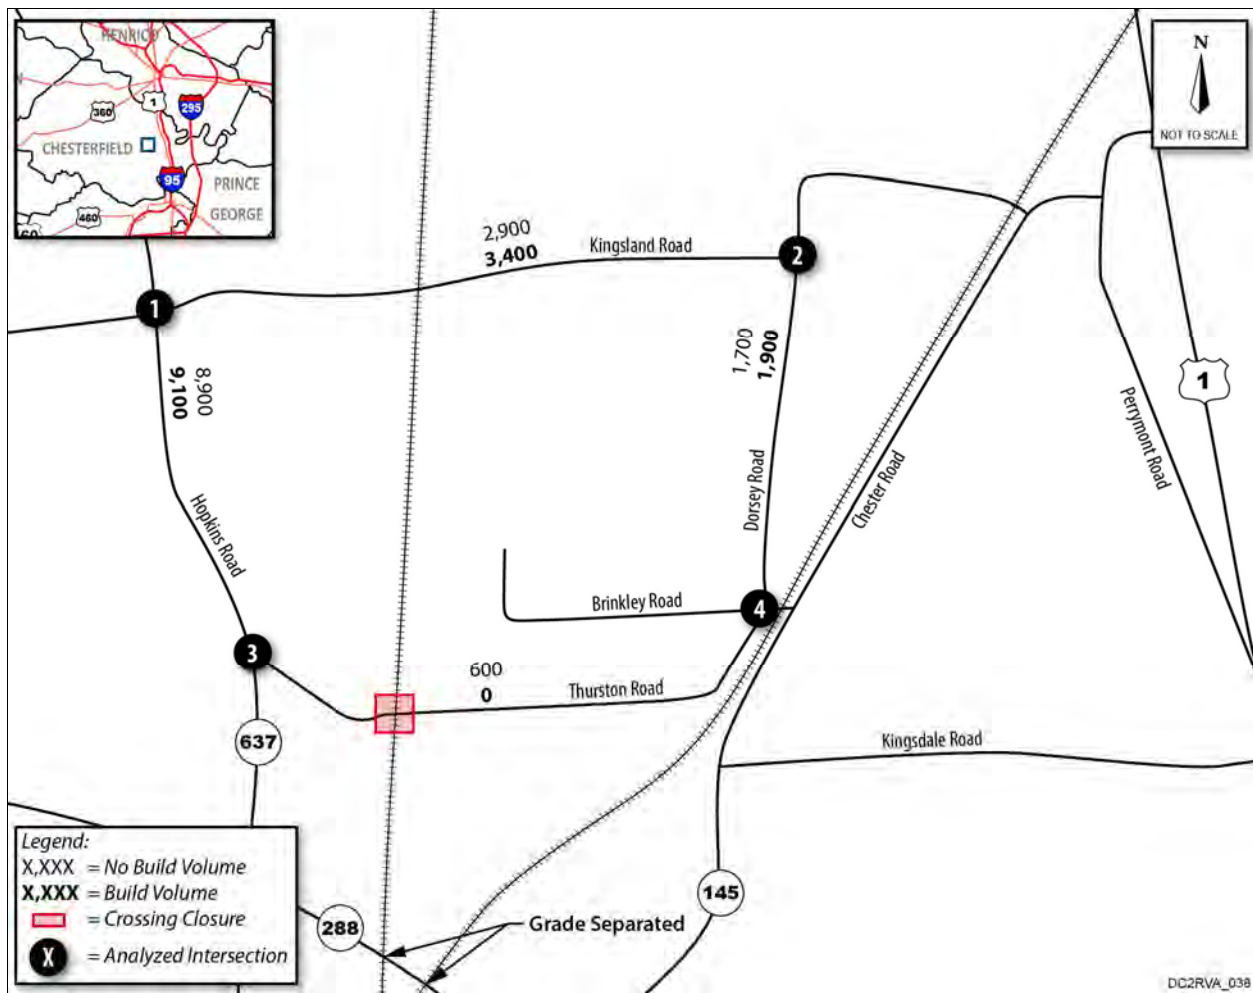 HENRICO
1
360
295
CHESTERFIELD
95
PRINCE
GEORGE
460
60
N
NOT TO SCALE
2,900
3,400
Kingsland Road
2
1
8,900
9,100
1,700
1,900
1
Perrymont Road
Hopkins Road
Dorsey Road
Chester Road
Brinkley Road
4
3
600
0
Thurston Road
637
Kingsdale Road
Legend:
X,XXX = No Build Volume
X,XXX = Build Volume
= Crossing Closure
X = Analyzed Intersection
288
Grade Separated
145
DC2RVA_038